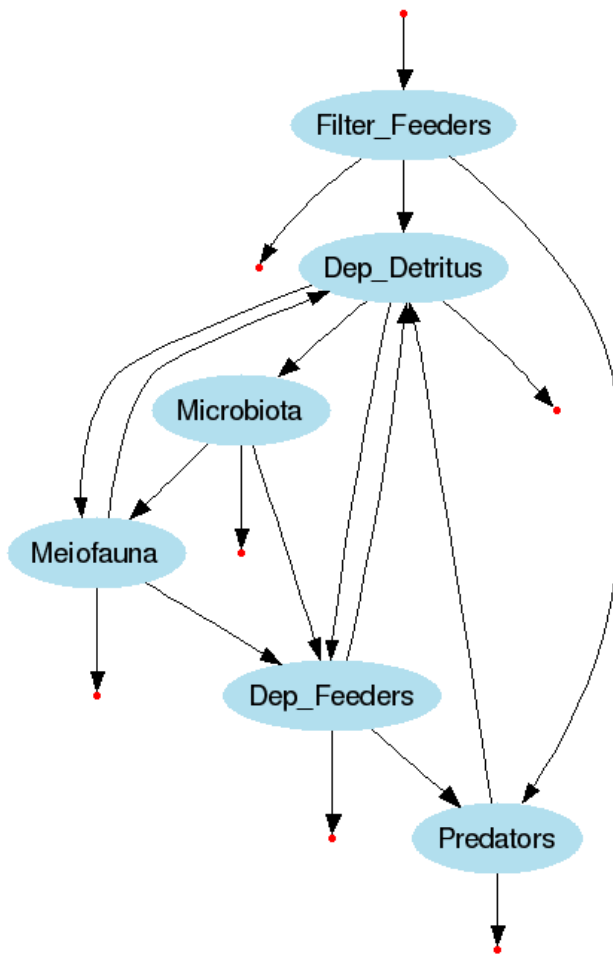 Filter_Feeders
Dep_Detritus
Microbiota
Meiofauna
Dep_Feeders
Predators